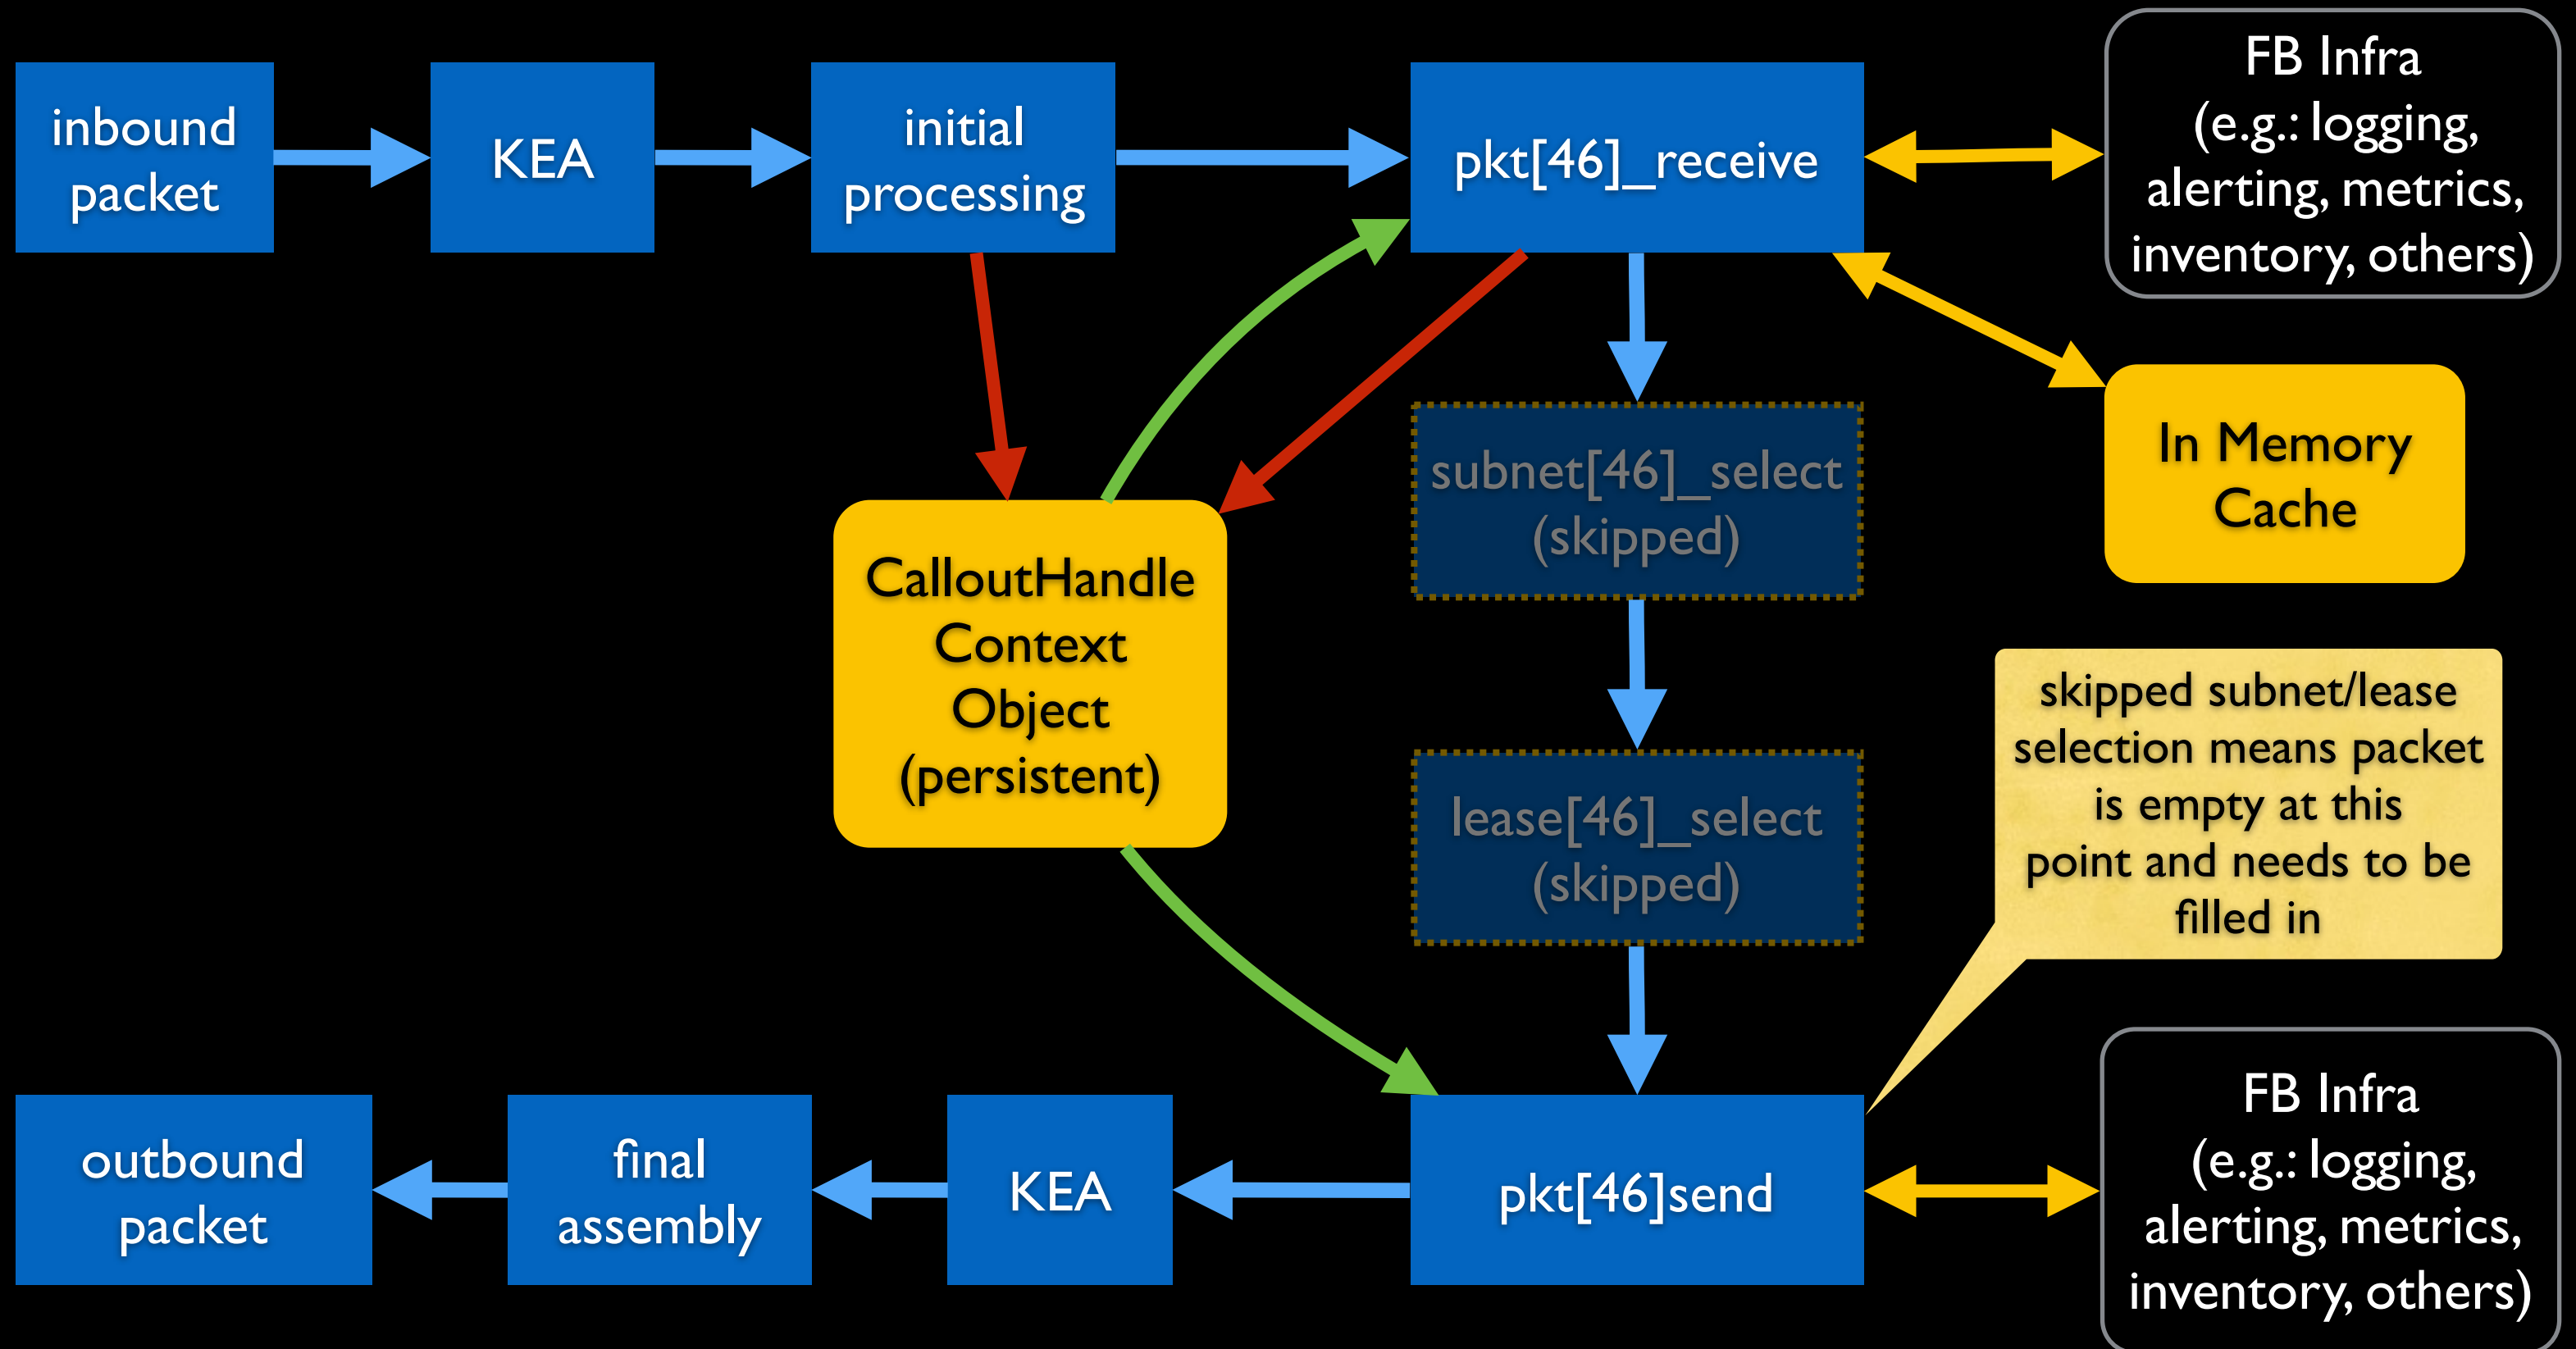 inbound
packet
KEA
initial
processing
pkt[46]_receive
FB Infra
(e.g.: logging,
alerting, metrics,
inventory, others)
subnet[46]_select
(skipped)
In Memory
Cache
CalloutHandle
Context
Object
(persistent)
lease[46]_select
(skipped)
skipped subnet/lease
selection means packet
is empty at this
point and needs to be
filled in
outbound
packet
final
assembly
KEA
pkt[46]send
FB Infra
(e.g.: logging,
alerting, metrics,
inventory, others)